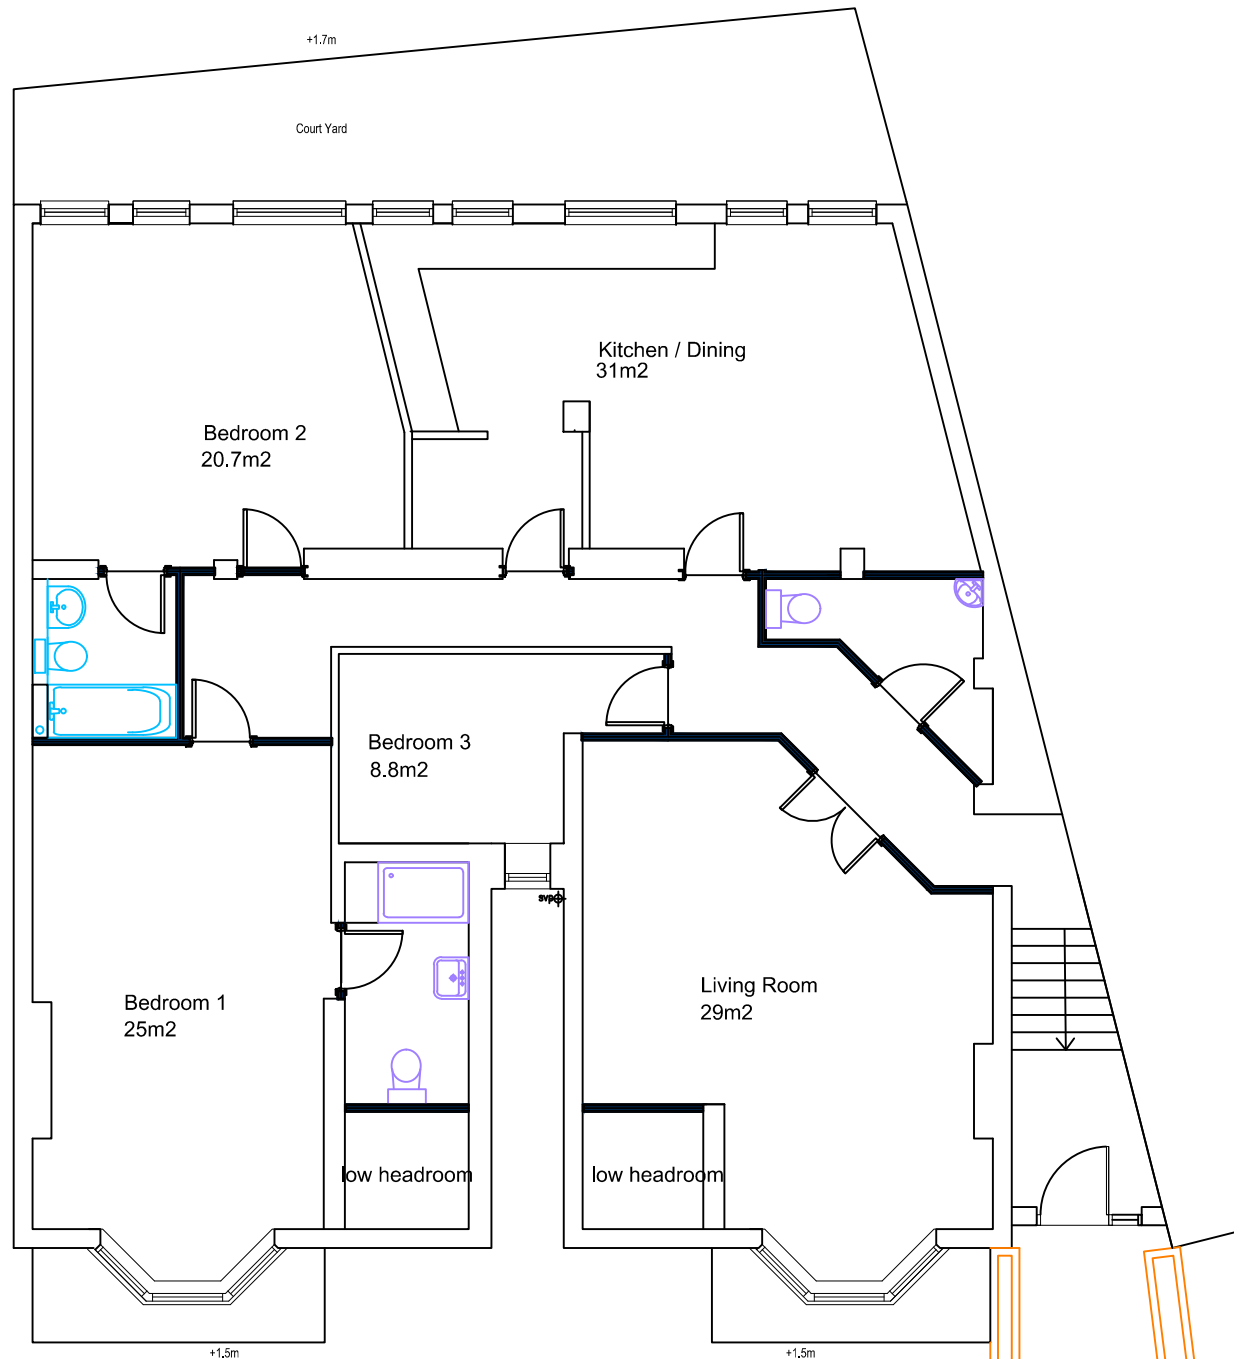 +1.7m
Court Yard
Kitchen / Dining
31m2
Bedroom 2
20.7m2
Bedroom 3
8.8m2
svp
Living Room
29m2
Bedroom 1
25m2
low headroom
low headroom
+1.5m
+1.5m